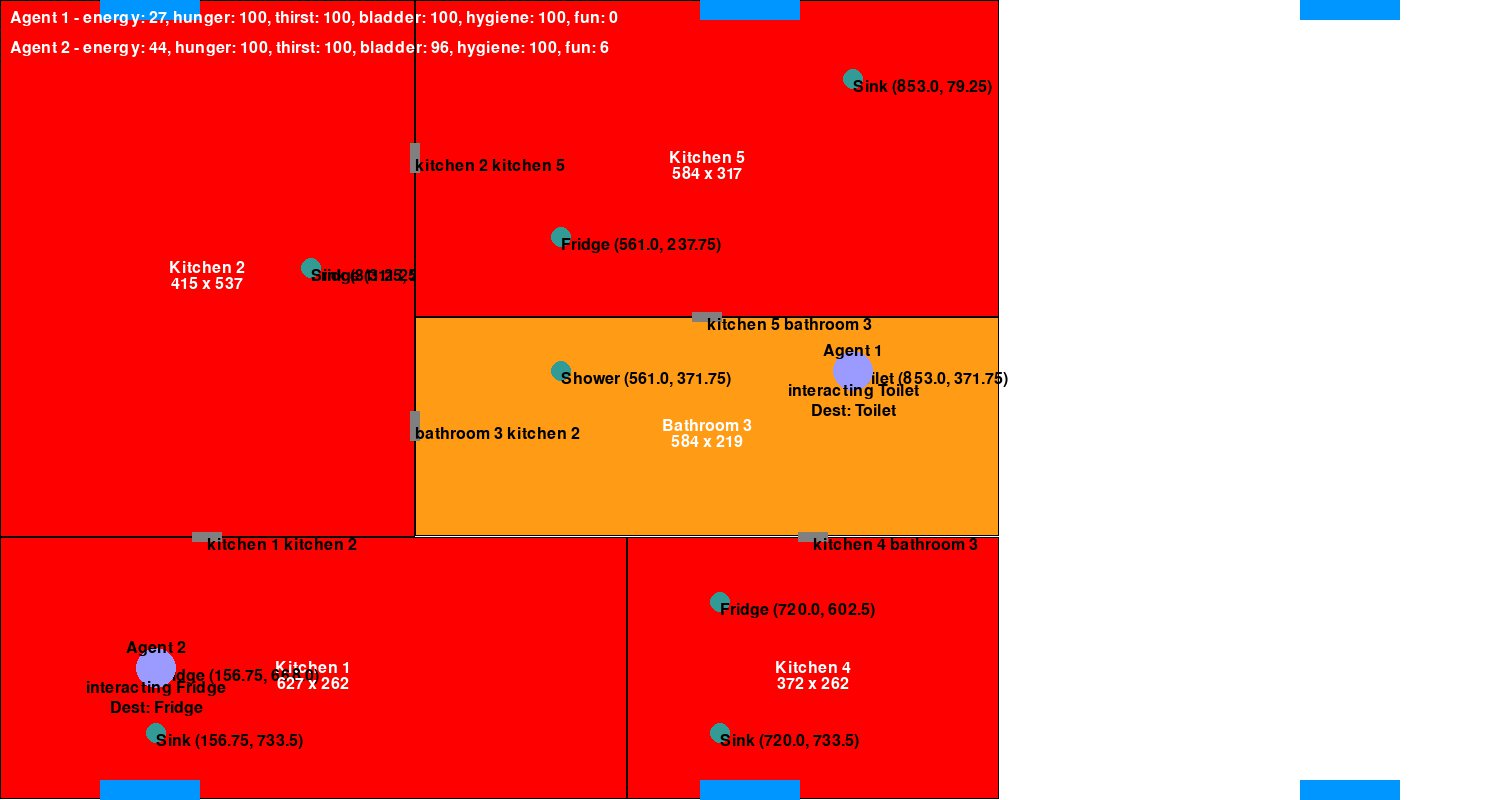 Agent 1 - energy: 27, hunger: 100, thirst: 100, bladder: 100, hygiene: 100, fun: 0
Agent 2 - energy: 44, hunger: 100, thirst: 100, bladder: 96, hygiene: 100, fun: 6
Sink (853.0, 79.25)
Kitchen 5
584 x 317
kitchen 2 kitchen 5
Fridge (561.0, 237.75)
Kitchen 2
415 x 537
kitchen 5 bathroom 3
Agent 1
Shower (561.0, 371.75)
ilet (853.0, 371.75)
interacting Toilet
Dest: Toilet
Bathroom 3
584 x 219
bathroom 3 kitchen 2
kitchen 1 kitchen 2
kitchen 4 bathroom 3
Fridge (720.0, 602.5)
Agent 2
Kitchen 1
627 x 262
dge (156.75,
interacting Fridge
Dest: Fridge
Kitchen 4
372 x 262
Sink (156.75, 733.5)
Sink (720.0, 733.5)